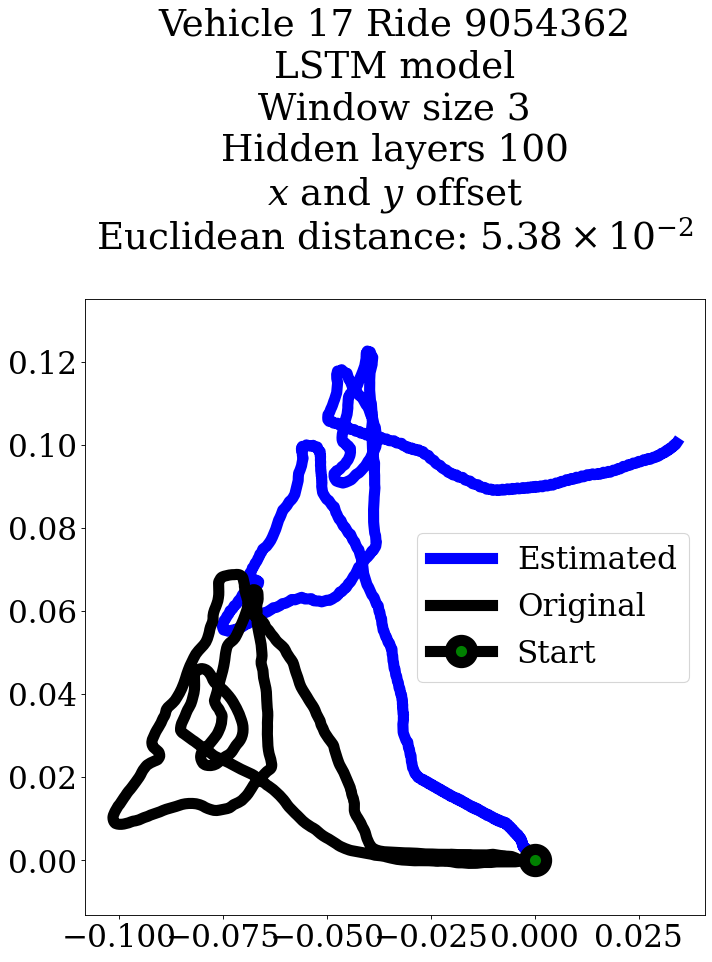 Vehicle 17 Ride 9054362
LSTM model
Window size 3
Hidden layers 100
x and y offset
Euclidean distance: 5.38 × 10⁻²
0.12
0.10
0.08
0.06
0.04
0.02
0.00
Estimated
Original
Start
−0.100 −0.075 −0.050 −0.025 0.000 0.025